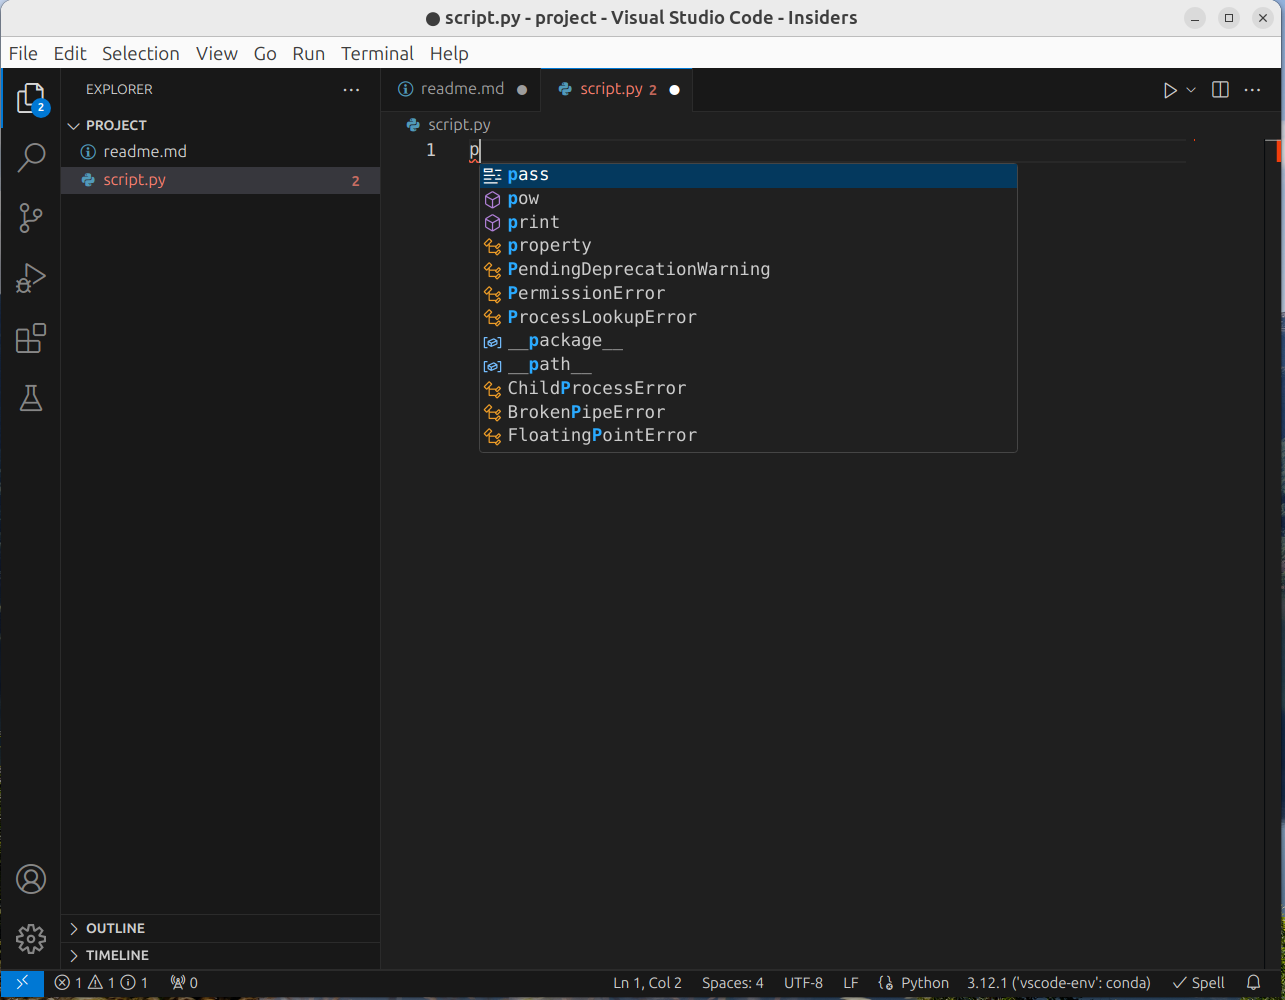 script.py - project - Visual Studio Code - Insiders
File Edit Selection View Go Run Terminal Help
EXPLORER
readme.md
script.py 2
2
PROJECT
readme.md
script.py 2
script.py
1 p
pass
pow
print
property
PendingDeprecationWarning
PermissionError
ProcessLookupError
__package__
__path__
ChildProcessError
BrokenPipeError
FloatingPointError
OUTLINE
TIMELINE
1 1 1 0 Ln 1, Col 2 Spaces: 4 UTF-8 LF Python 3.12.1 ('vscode-env': conda) Spell